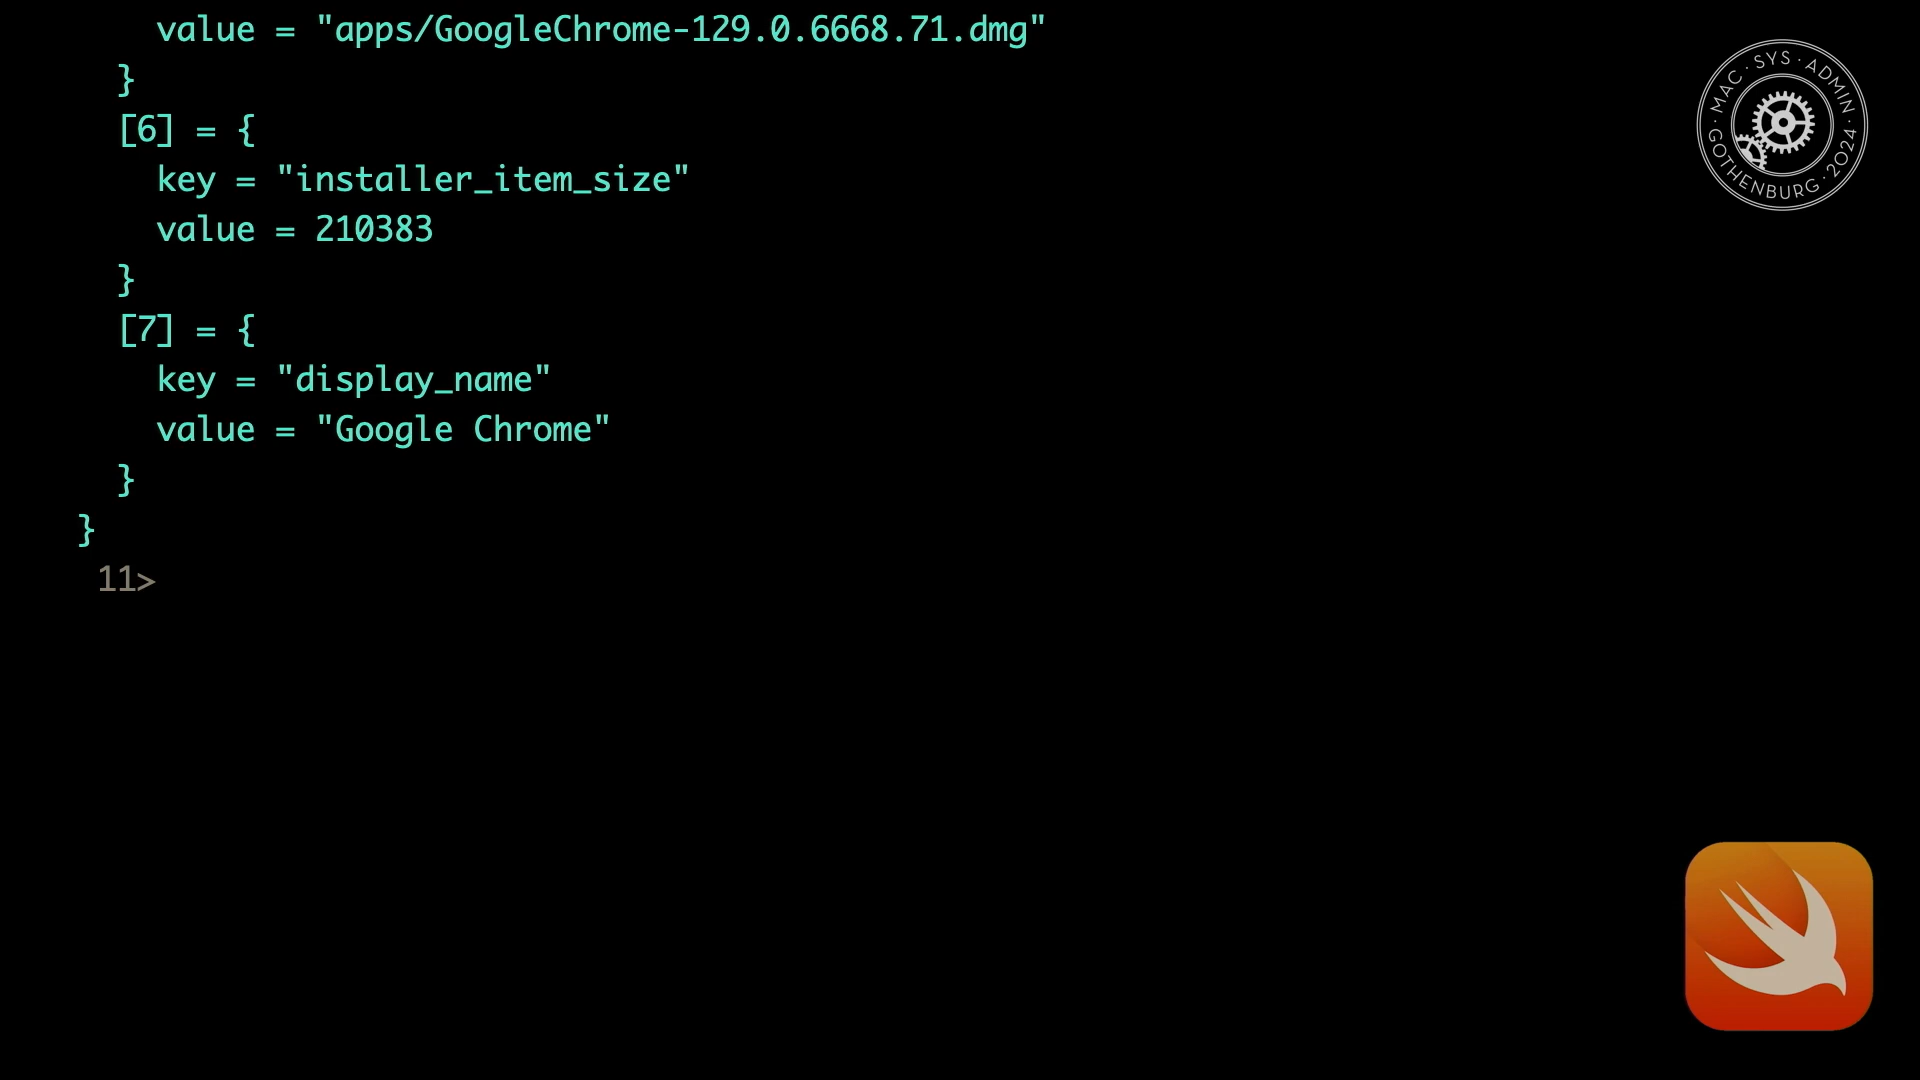 value = "apps/GoogleChrome-129.0.6668.71.dmg"
}
[6] = {
key = "installer_item_size"
value = 210383
}
[7] = {
key = "display_name"
value = "Google Chrome"
}
}
11>
· MAC · SYS · ADMIN · GOTHENBURG · 2024